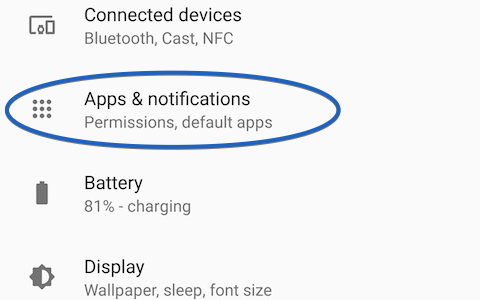 Connected devices
Bluetooth, Cast, NFC
Apps & notifications
Permissions, default apps
Battery
81% - charging
Display
Wallpaper, sleep, font size